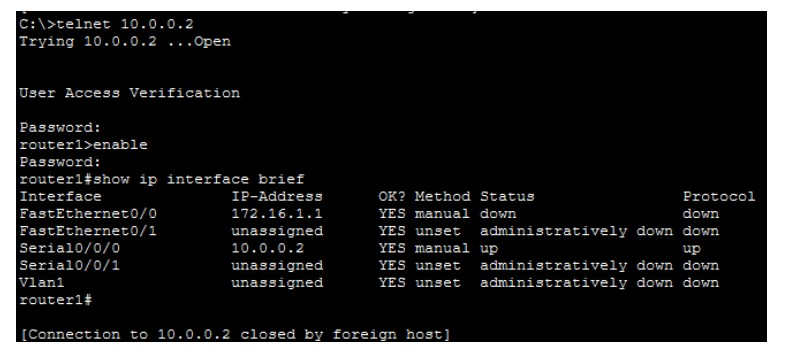 C:\>telnet 10.0.0.2
Trying 10.0.0.2 ...Open
User Access Verification
Password:
router1>enable
Password:
router1#show ip interface brief
Interface IP-Address OK? Method Status Protocol
FastEthernet0/0 172.16.1.1 YES manual down down
FastEthernet0/1 unassigned YES unset administratively down down
Serial0/0/0 10.0.0.2 YES manual up up
Serial0/0/1 unassigned YES unset administratively down down
Vlan1 unassigned YES unset administratively down down
router1#
[Connection to 10.0.0.2 closed by foreign host]